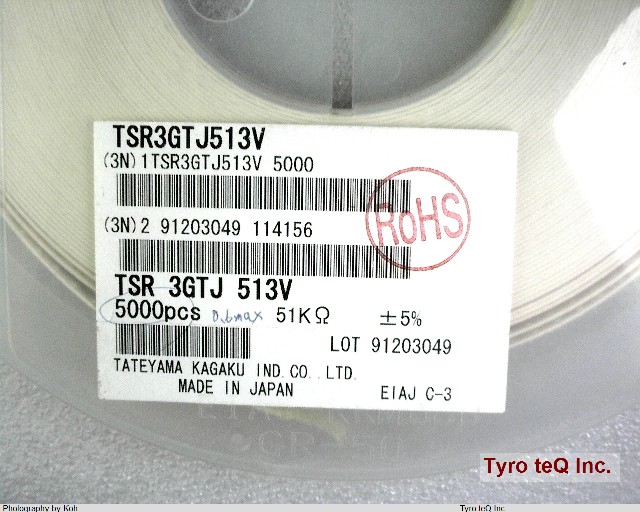 TSR3GTJ513V
(3N)1TSR3GTJ513V 5000
RoHS
(3N)2 91203049 114156
TSR 3GTJ 513V
5000pcs 0.6max 51KΩ ±5%
LOT 91203049
TATEYAMA KAGAKU IND.CO.,LTD.
MADE IN JAPAN EIAJ C-3
Tyro teQ Inc.
Photography by Koh Tyro teQ Inc